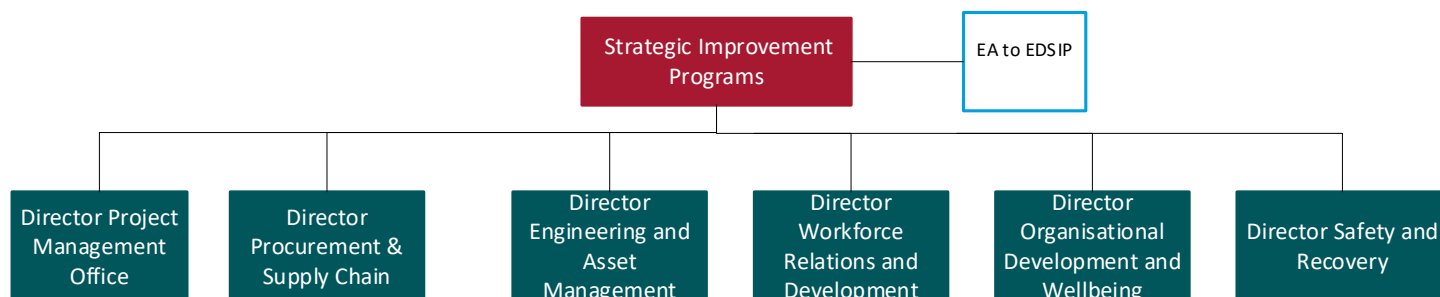 Strategic Improvement
Programs
EA to EDSIP
Director Project
Management
Office
Director
Procurement &
Supply Chain
Director
Engineering and
Asset
Management
Director
Workforce
Relations and
Development
Director
Organisational
Development and
Wellbeing
Director Safety and
Recovery